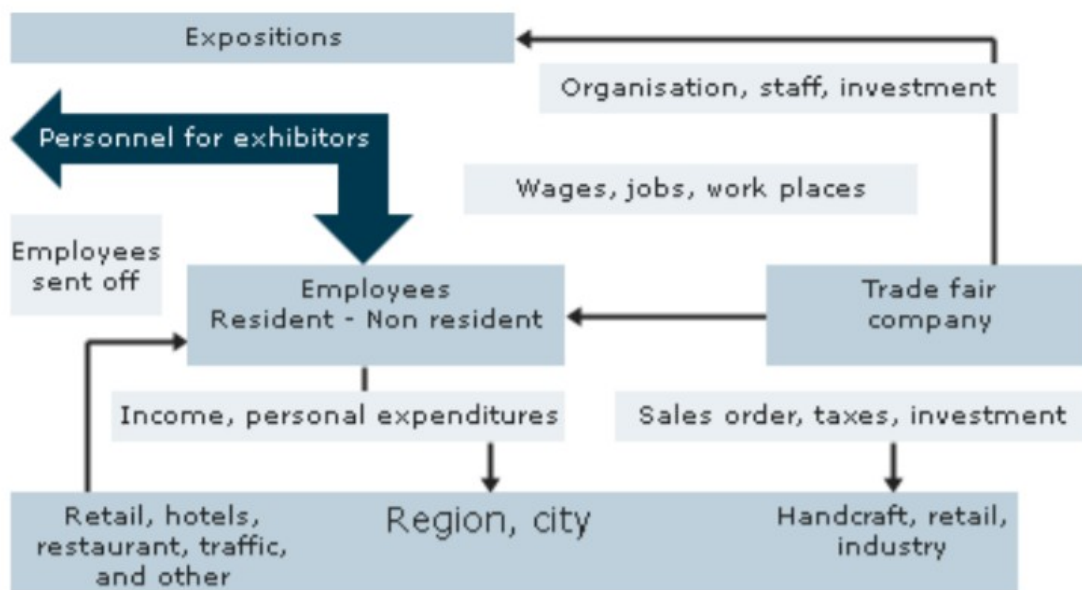 Expositions
Organisation, staff, investment
Personnel for exhibitors
Wages, jobs, work places
Employees
sent off
Employees
Resident - Non resident
Trade fair
company
Income, personal expenditures
Sales order, taxes, investment
Retail, hotels,
restaurant, traffic,
and other
Region, city
Handcraft, retail,
industry